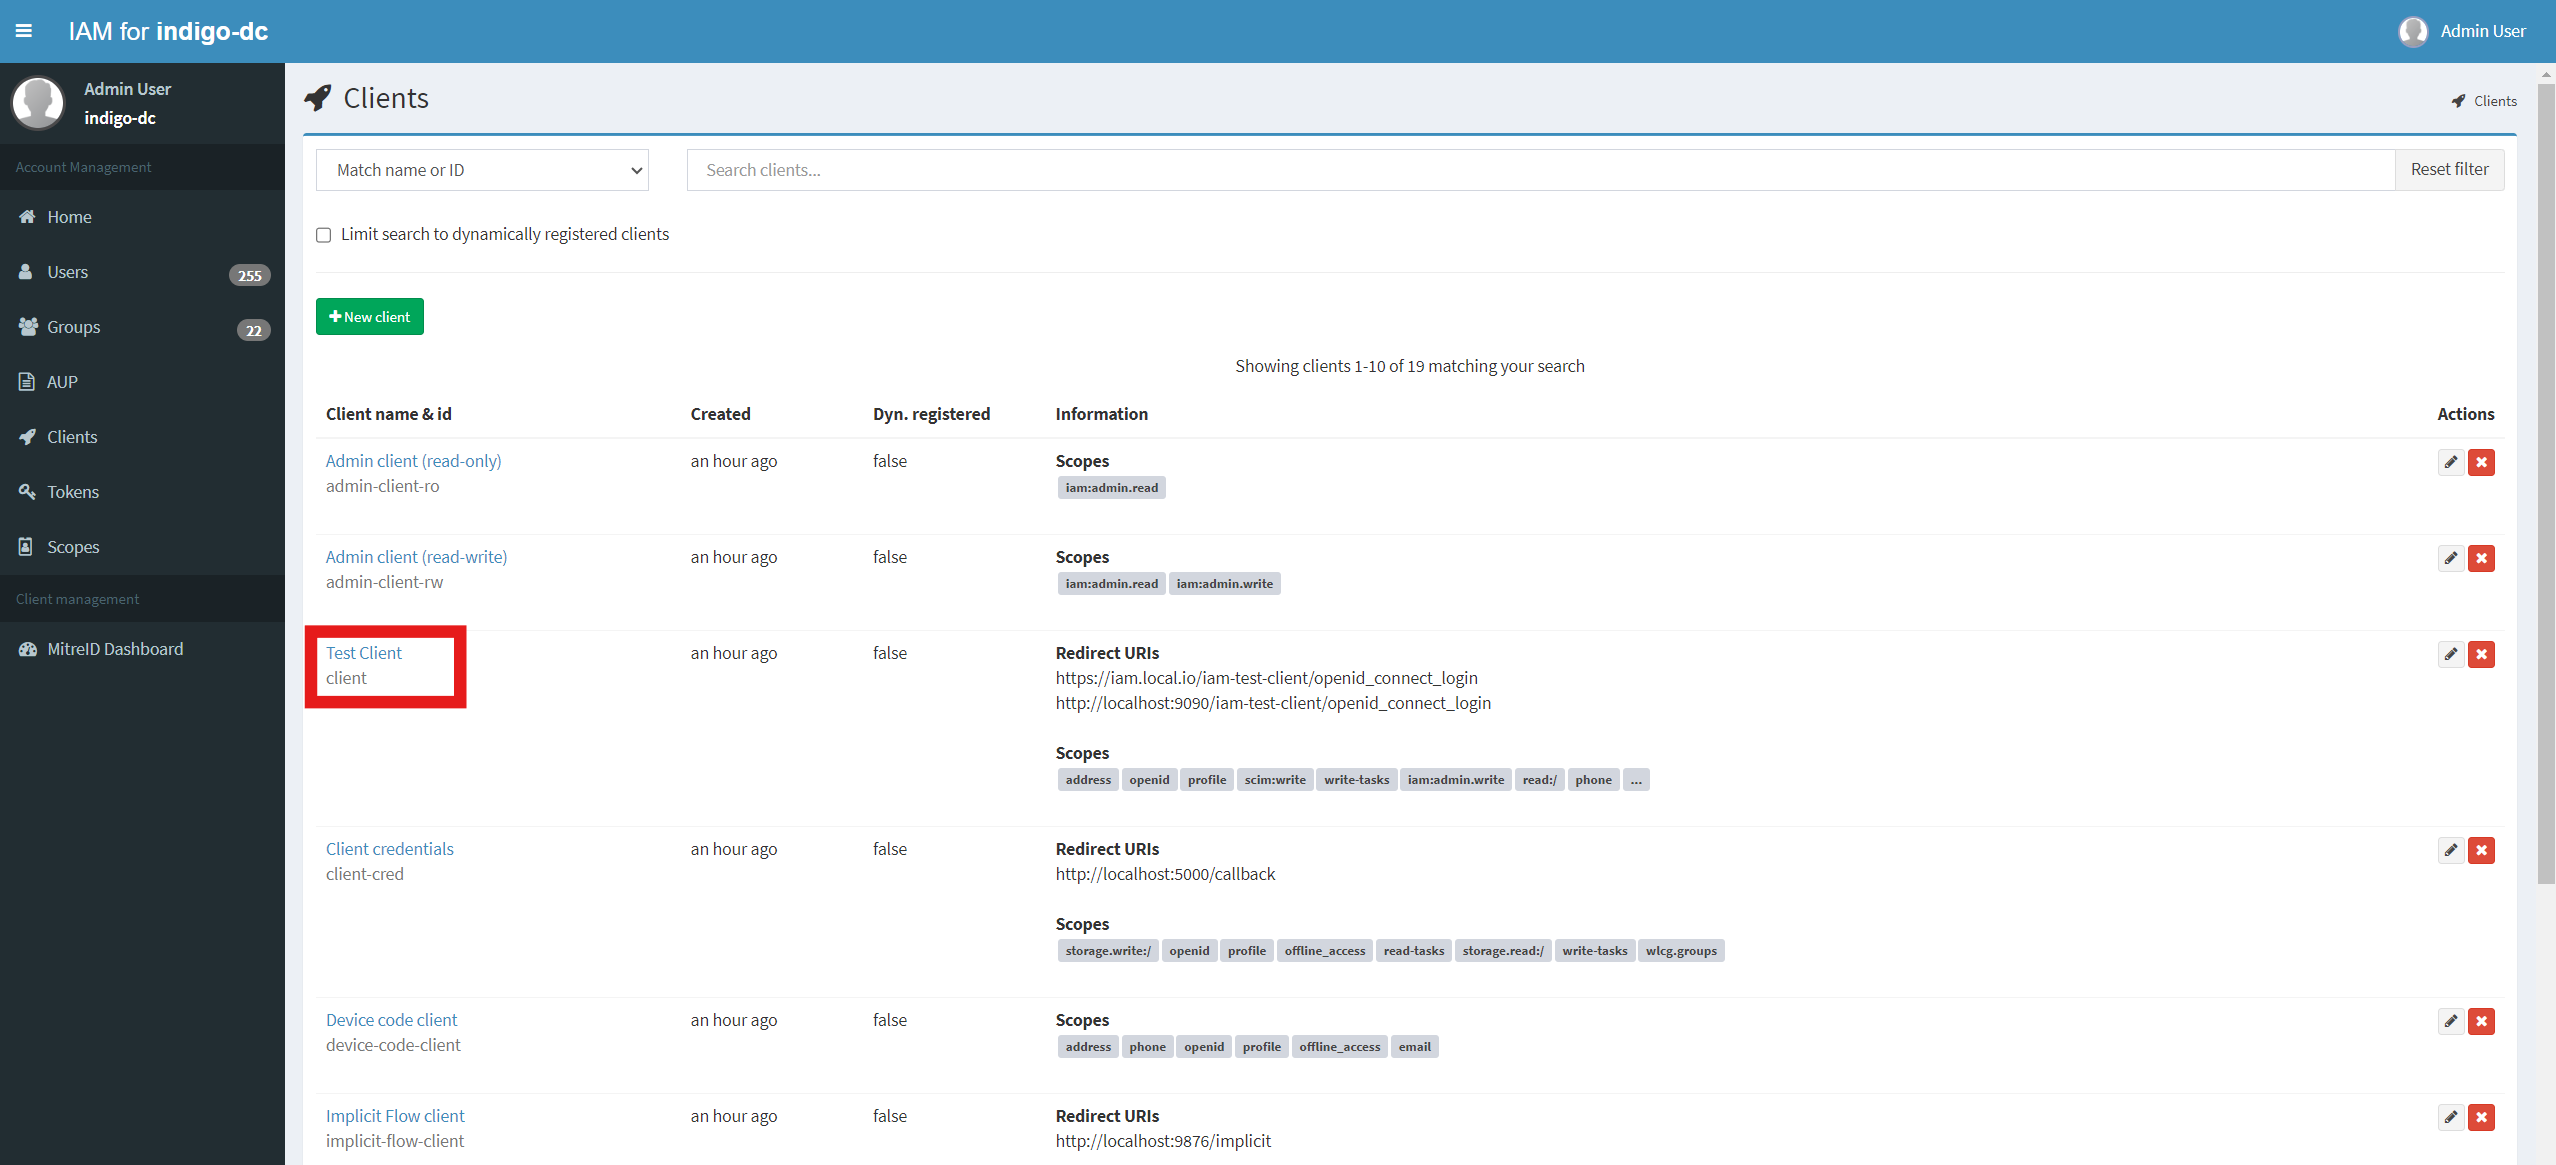 IAM for indigo-dc
Admin User
Admin User
indigo-dc
Account Management
Home
Users 255
Groups 22
AUP
Clients
Tokens
Scopes
Client management
MitreID Dashboard
Clients
Clients
Match name or ID
Search clients...
Reset filter
Limit search to dynamically registered clients
New client
Showing clients 1-10 of 19 matching your search
Client name & id Created Dyn. registered Information Actions
Admin client (read-only) an hour ago false Scopes
admin-client-ro iam:admin.read
Admin client (read-write) an hour ago false Scopes
admin-client-rw iam:admin.read iam:admin.write
Test Client an hour ago false Redirect URIs
client https://iam.local.io/iam-test-client/openid_connect_login
http://localhost:9090/iam-test-client/openid_connect_login
Scopes
address openid profile scim:write write-tasks iam:admin.write read:/ phone ...
Client credentials an hour ago false Redirect URIs
client-cred http://localhost:5000/callback
Scopes
storage.write:/ openid profile offline_access read-tasks storage.read:/ write-tasks wlcg.groups
Device code client an hour ago false Scopes
device-code-client address phone openid profile offline_access email
Implicit Flow client an hour ago false Redirect URIs
implicit-flow-client http://localhost:9876/implicit